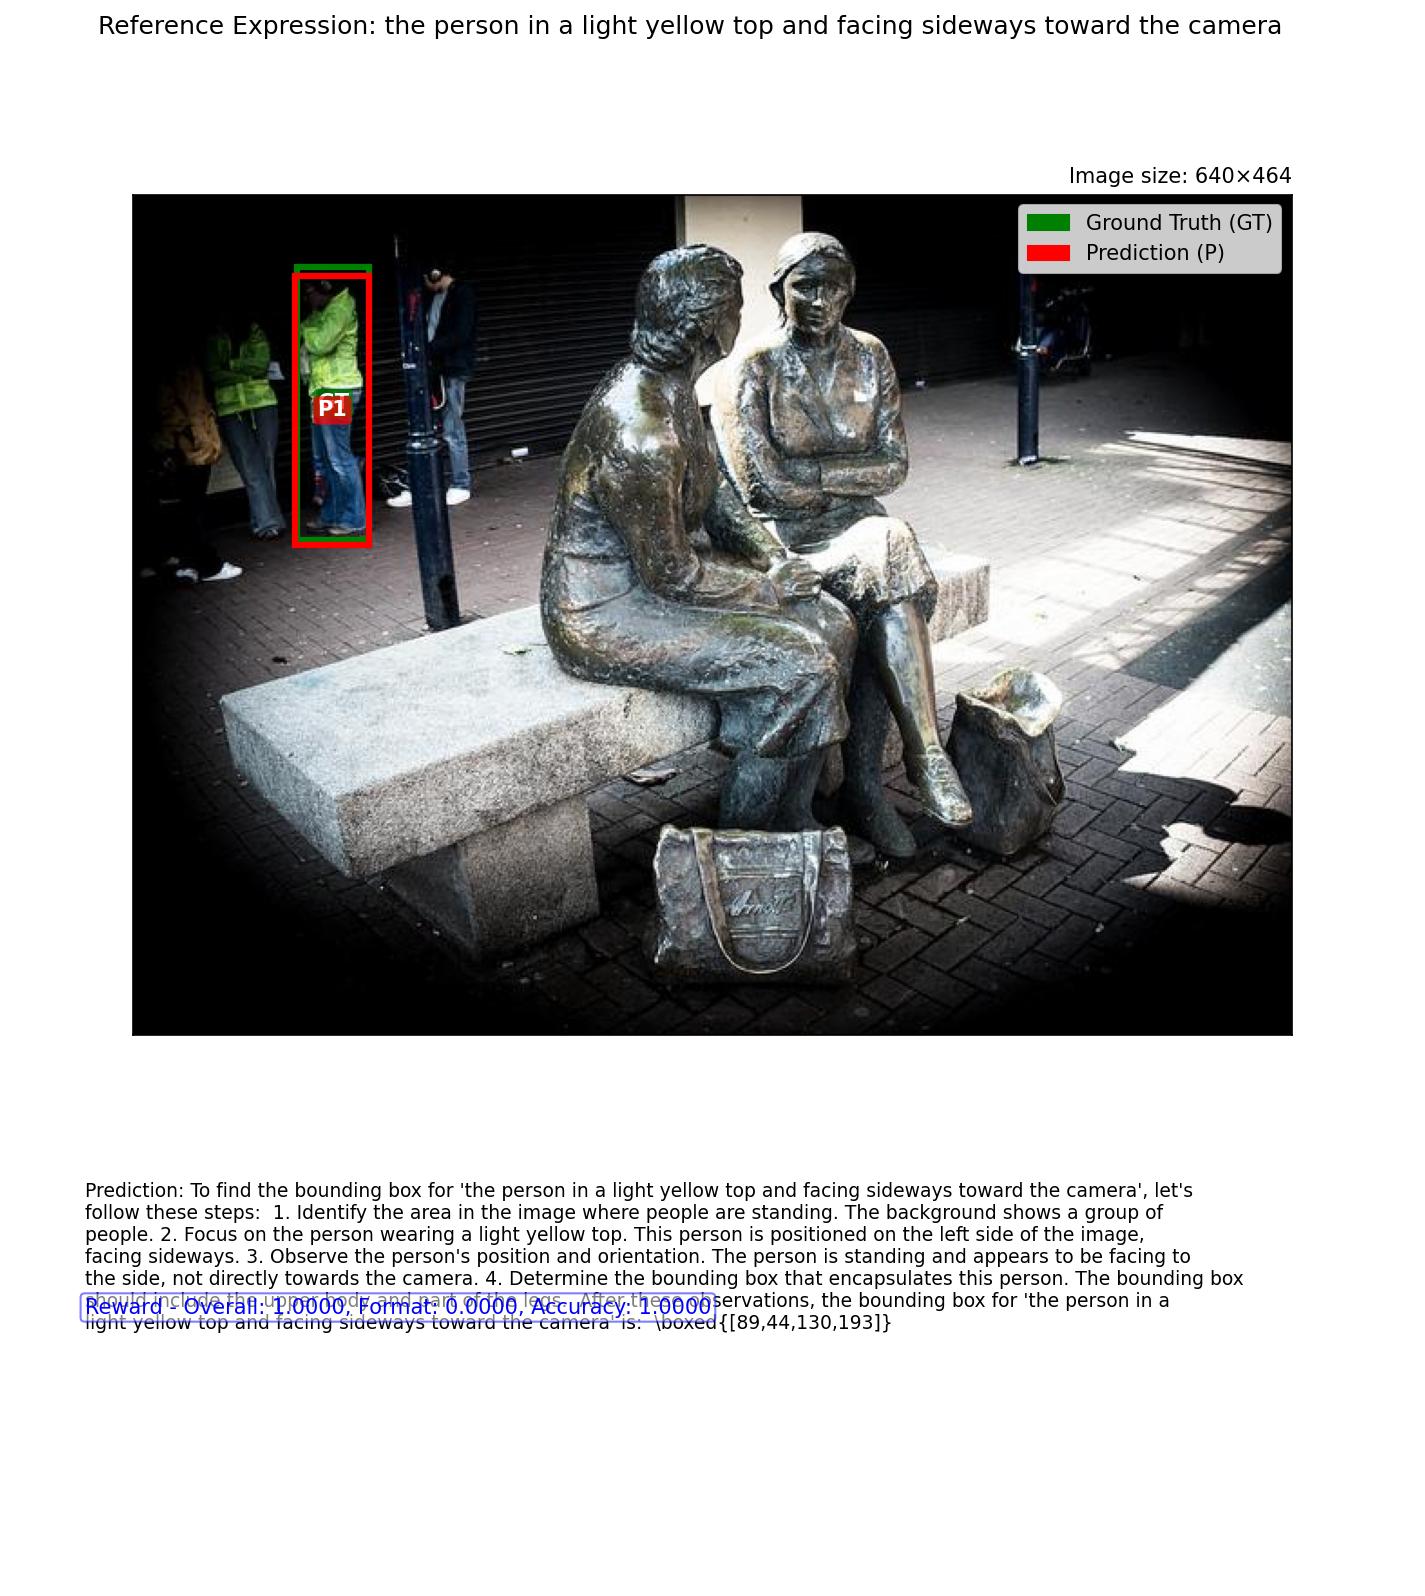 Reference Expression: the person in a light yellow top and facing sideways toward the camera
Image size: 640×464
Ground Truth (GT)
Prediction (P)
P1
Prediction: To find the bounding box for 'the person in a light yellow top and facing sideways toward the camera', let's
follow these steps:  1. Identify the area in the image where people are standing. The background shows a group of
people. 2. Focus on the person wearing a light yellow top. This person is positioned on the left side of the image,
facing sideways. 3. Observe the person's position and orientation. The person is standing and appears to be facing to
the side, not directly towards the camera. 4. Determine the bounding box that encapsulates this person. The bounding box
should include the upper body and part of the legs.   After these observations, the bounding box for 'the person in a
Reward - Overall: 1.0000, Format: 0.0000, Accuracy: 1.0000
light yellow top and facing sideways toward the camera' is:  \boxed{[89,44,130,193]}